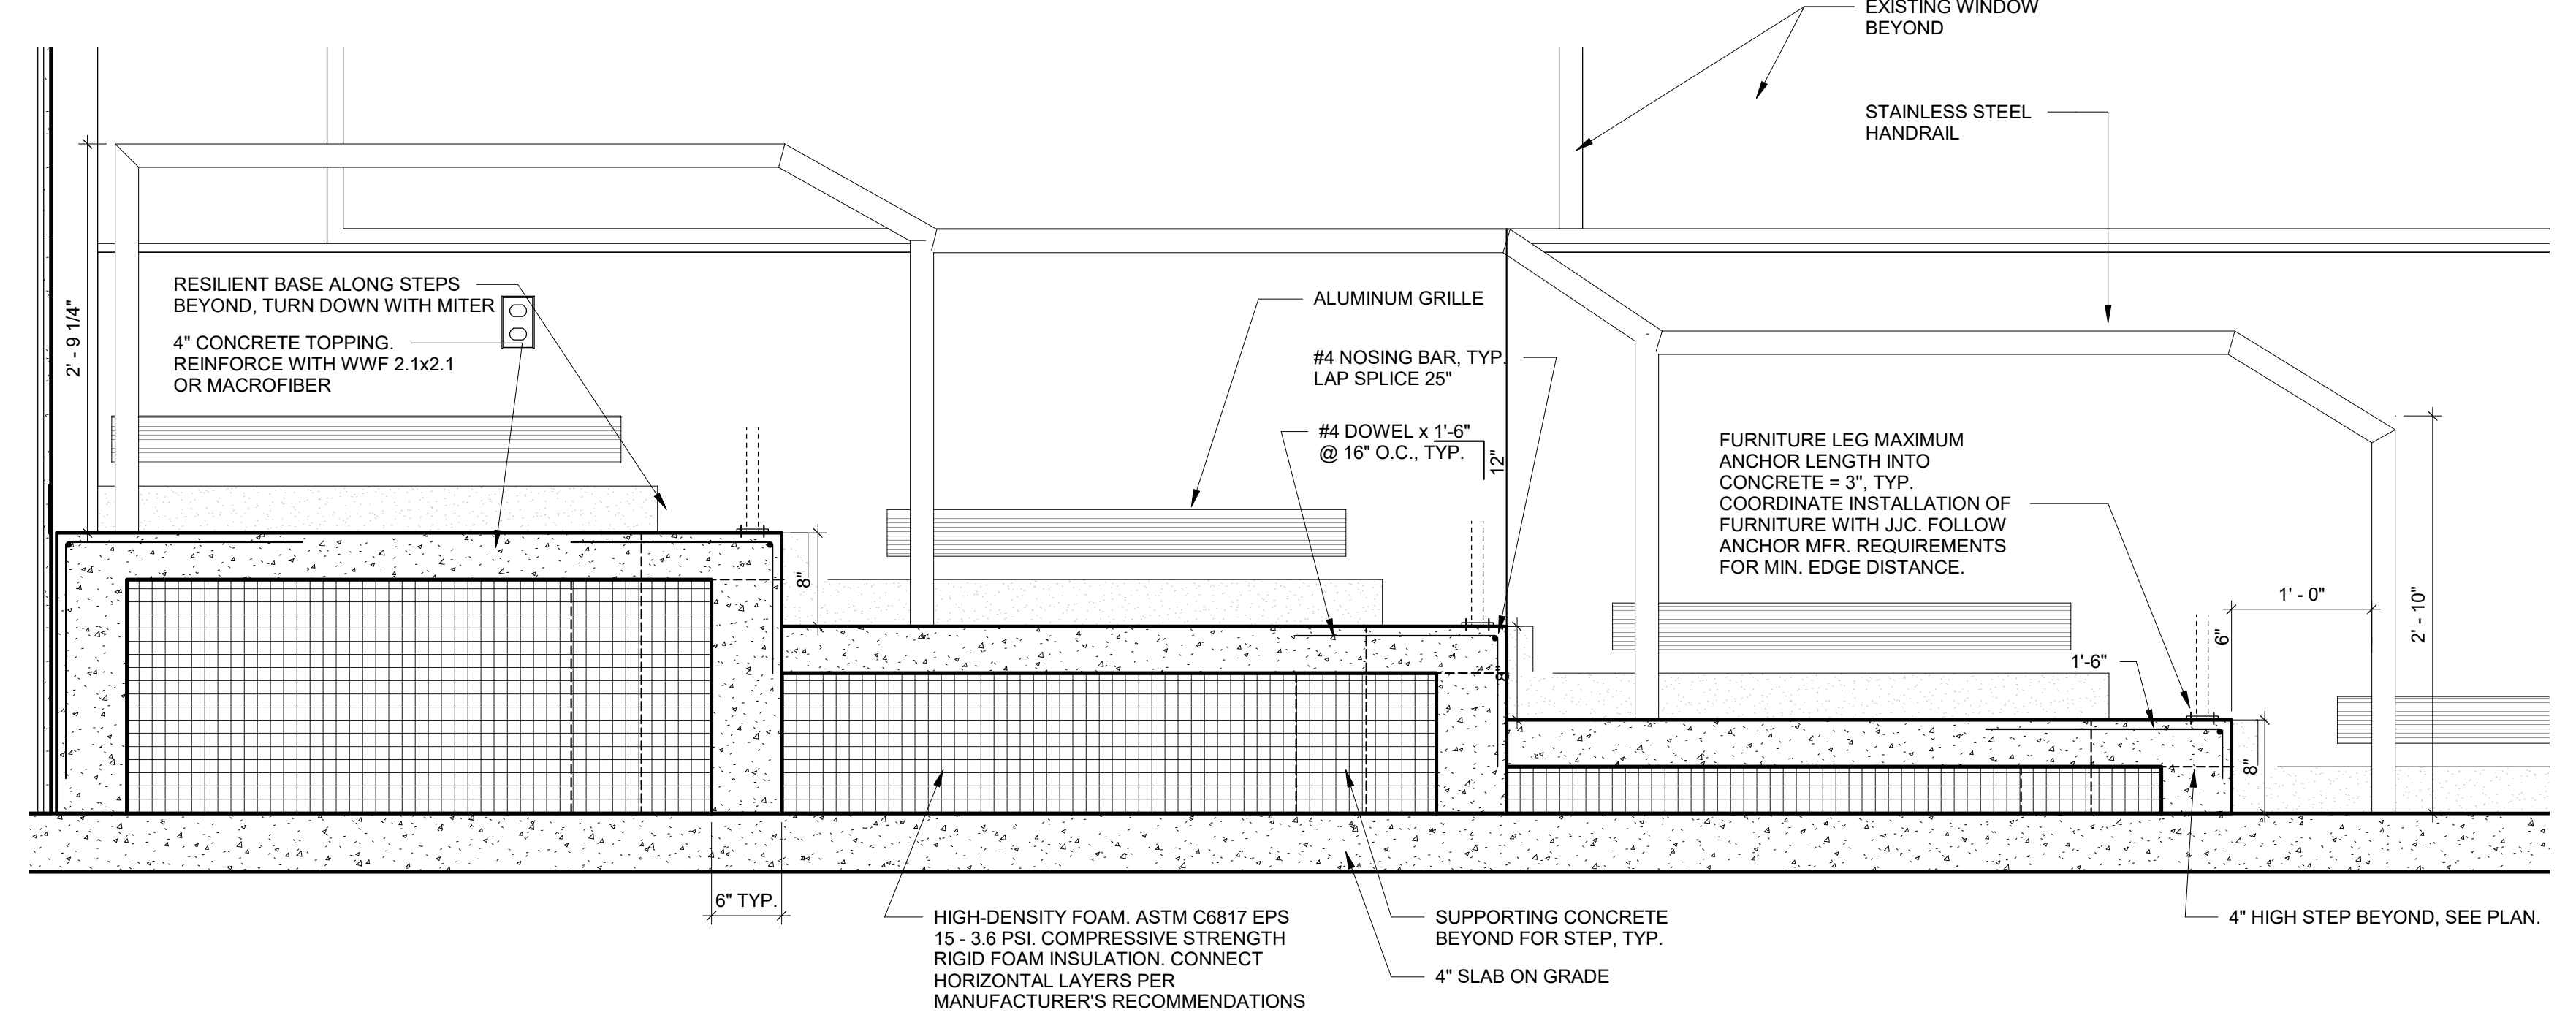 EXISTING WINDOW
BEYOND
STAINLESS STEEL
HANDRAIL
2' - 9 1/4"
RESILIENT BASE ALONG STEPS
BEYOND, TURN DOWN WITH MITER
4" CONCRETE TOPPING.
REINFORCE WITH WWF 2.1x2.1
OR MACROFIBER
ALUMINUM GRILLE
#4 NOSING BAR, TYP.
LAP SPLICE 25"
#4 DOWEL x 1'-6"
@ 16" O.C., TYP.
12"
FURNITURE LEG MAXIMUM
ANCHOR LENGTH INTO
CONCRETE = 3", TYP.
COORDINATE INSTALLATION OF
FURNITURE WITH JJC. FOLLOW
ANCHOR MFR. REQUIREMENTS
FOR MIN. EDGE DISTANCE.
8"
8"
1'-6"
6"
1' - 0"
2' - 10"
8"
6" TYP.
HIGH-DENSITY FOAM. ASTM C6817 EPS
15 - 3.6 PSI. COMPRESSIVE STRENGTH
RIGID FOAM INSULATION. CONNECT
HORIZONTAL LAYERS PER
MANUFACTURER'S RECOMMENDATIONS
SUPPORTING CONCRETE
BEYOND FOR STEP, TYP.
4" SLAB ON GRADE
4" HIGH STEP BEYOND, SEE PLAN.